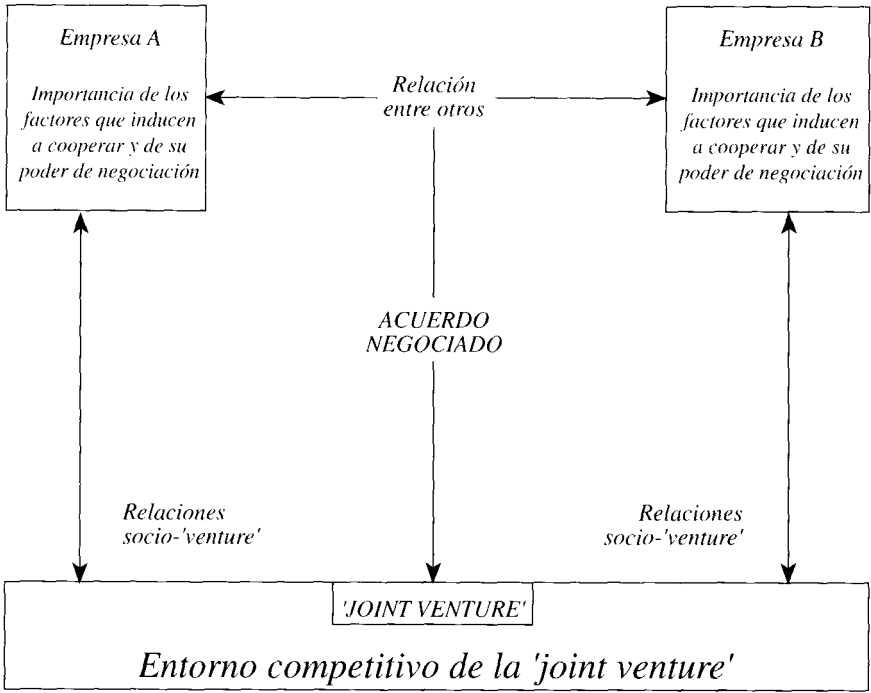 Empresa A
Importancia de los
factores que inducen
a cooperar y de su
poder de negociación
Relación
entre otros
Empresa B
Importancia de los
factores que inducen
a cooperar y de su
poder de negociación
ACUERDO
NEGOCIADO
Relaciones
socio-'venture'
Relaciones
socio-'venture'
'JOINT VENTURE'
Entorno competitivo de la 'joint venture'